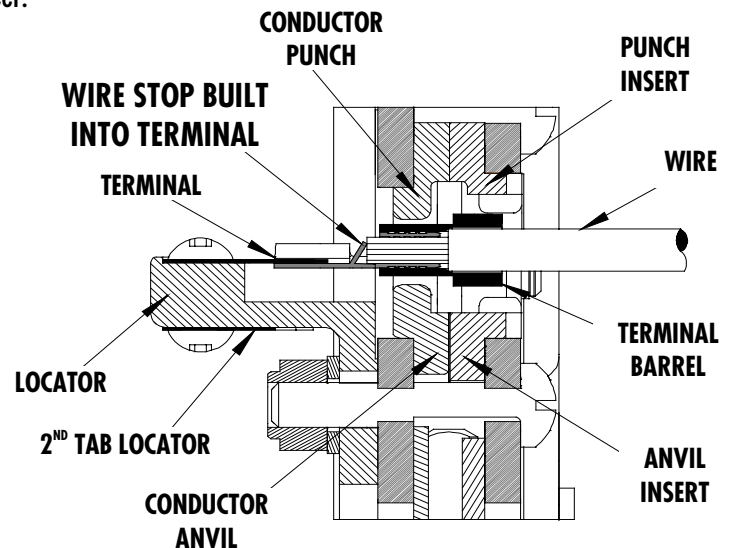 CONDUCTOR
PUNCH
PUNCH
INSERT
WIRE STOP BUILT
INTO TERMINAL
TERMINAL
WIRE
LOCATOR
2ND TAB LOCATOR
TERMINAL
BARREL
CONDUCTOR
ANVIL
ANVIL
INSERT